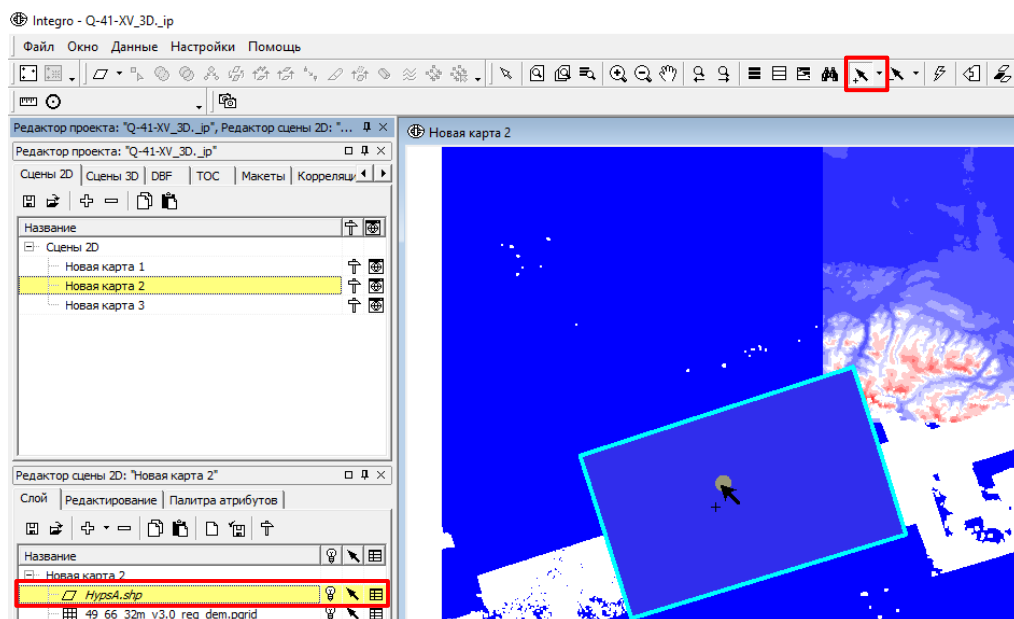 Integro - Q-41-XV_3D._ip
Файл Окно Данные Настройки Помощь
Редактор проекта: "Q-41-XV_3D._ip", Редактор сцены 2D: "...
Новая карта 2
Редактор проекта: "Q-41-XV_3D._ip"
Сцены 2D Сцены 3D DBF TOC Макеты Корреляци
Название
Сцены 2D
Новая карта 1
Новая карта 2
Новая карта 3
Редактор сцены 2D: "Новая карта 2"
Слой Редактирование Палитра атрибутов
Название
Новая карта 2
HypsA.shp
49_66_32m_v3.0_reg_dem.pgrid